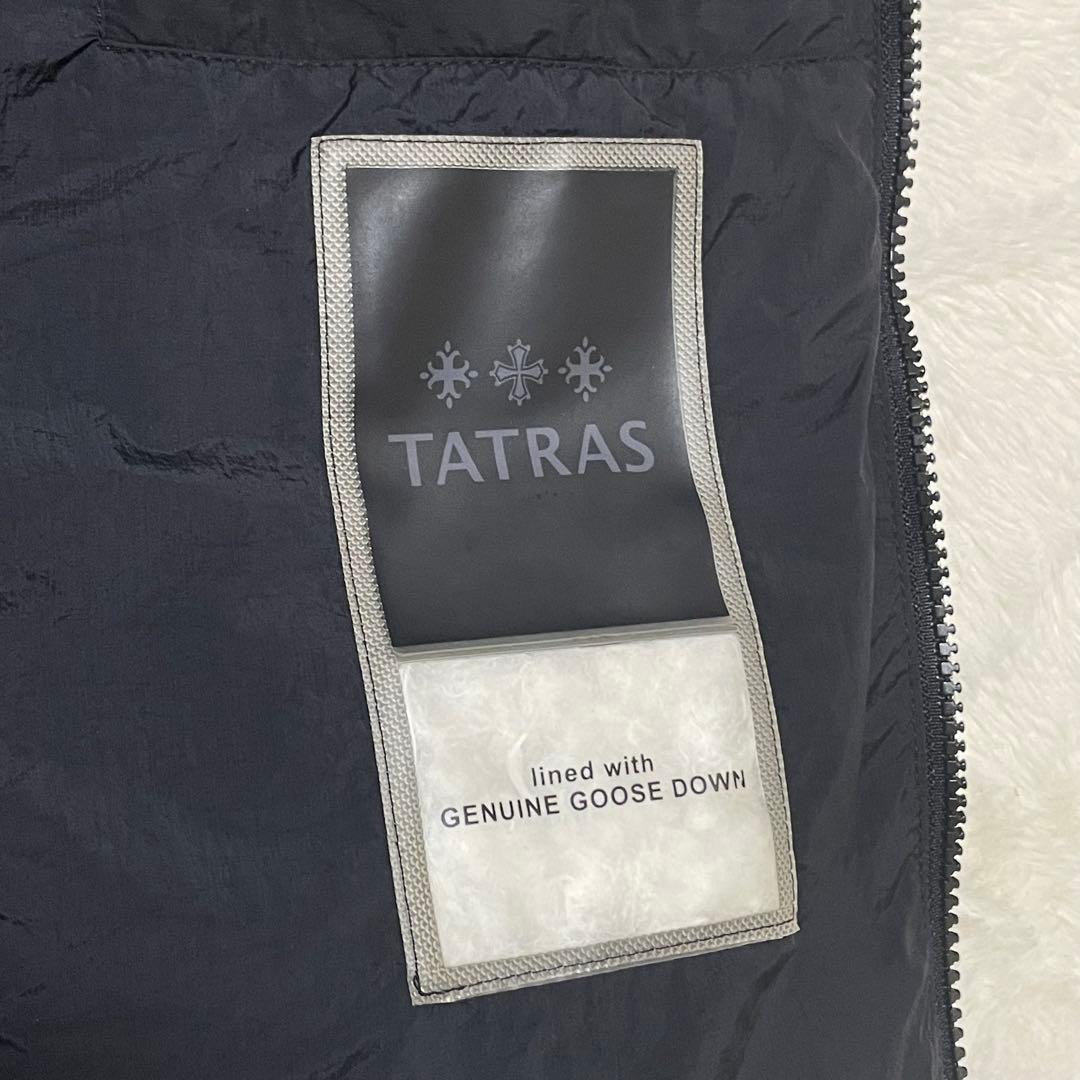 TATRAS
lined with
GENUINE GOOSE DOWN